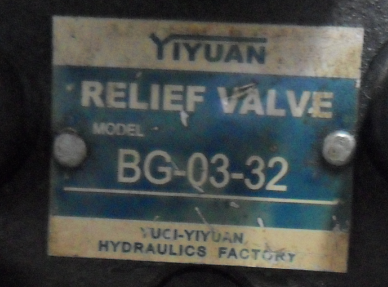 YIYUAN
RELIEF VALVE
MODEL
BG-03-32
YUCI-YIYUAN
HYDRAULICS FACTORY